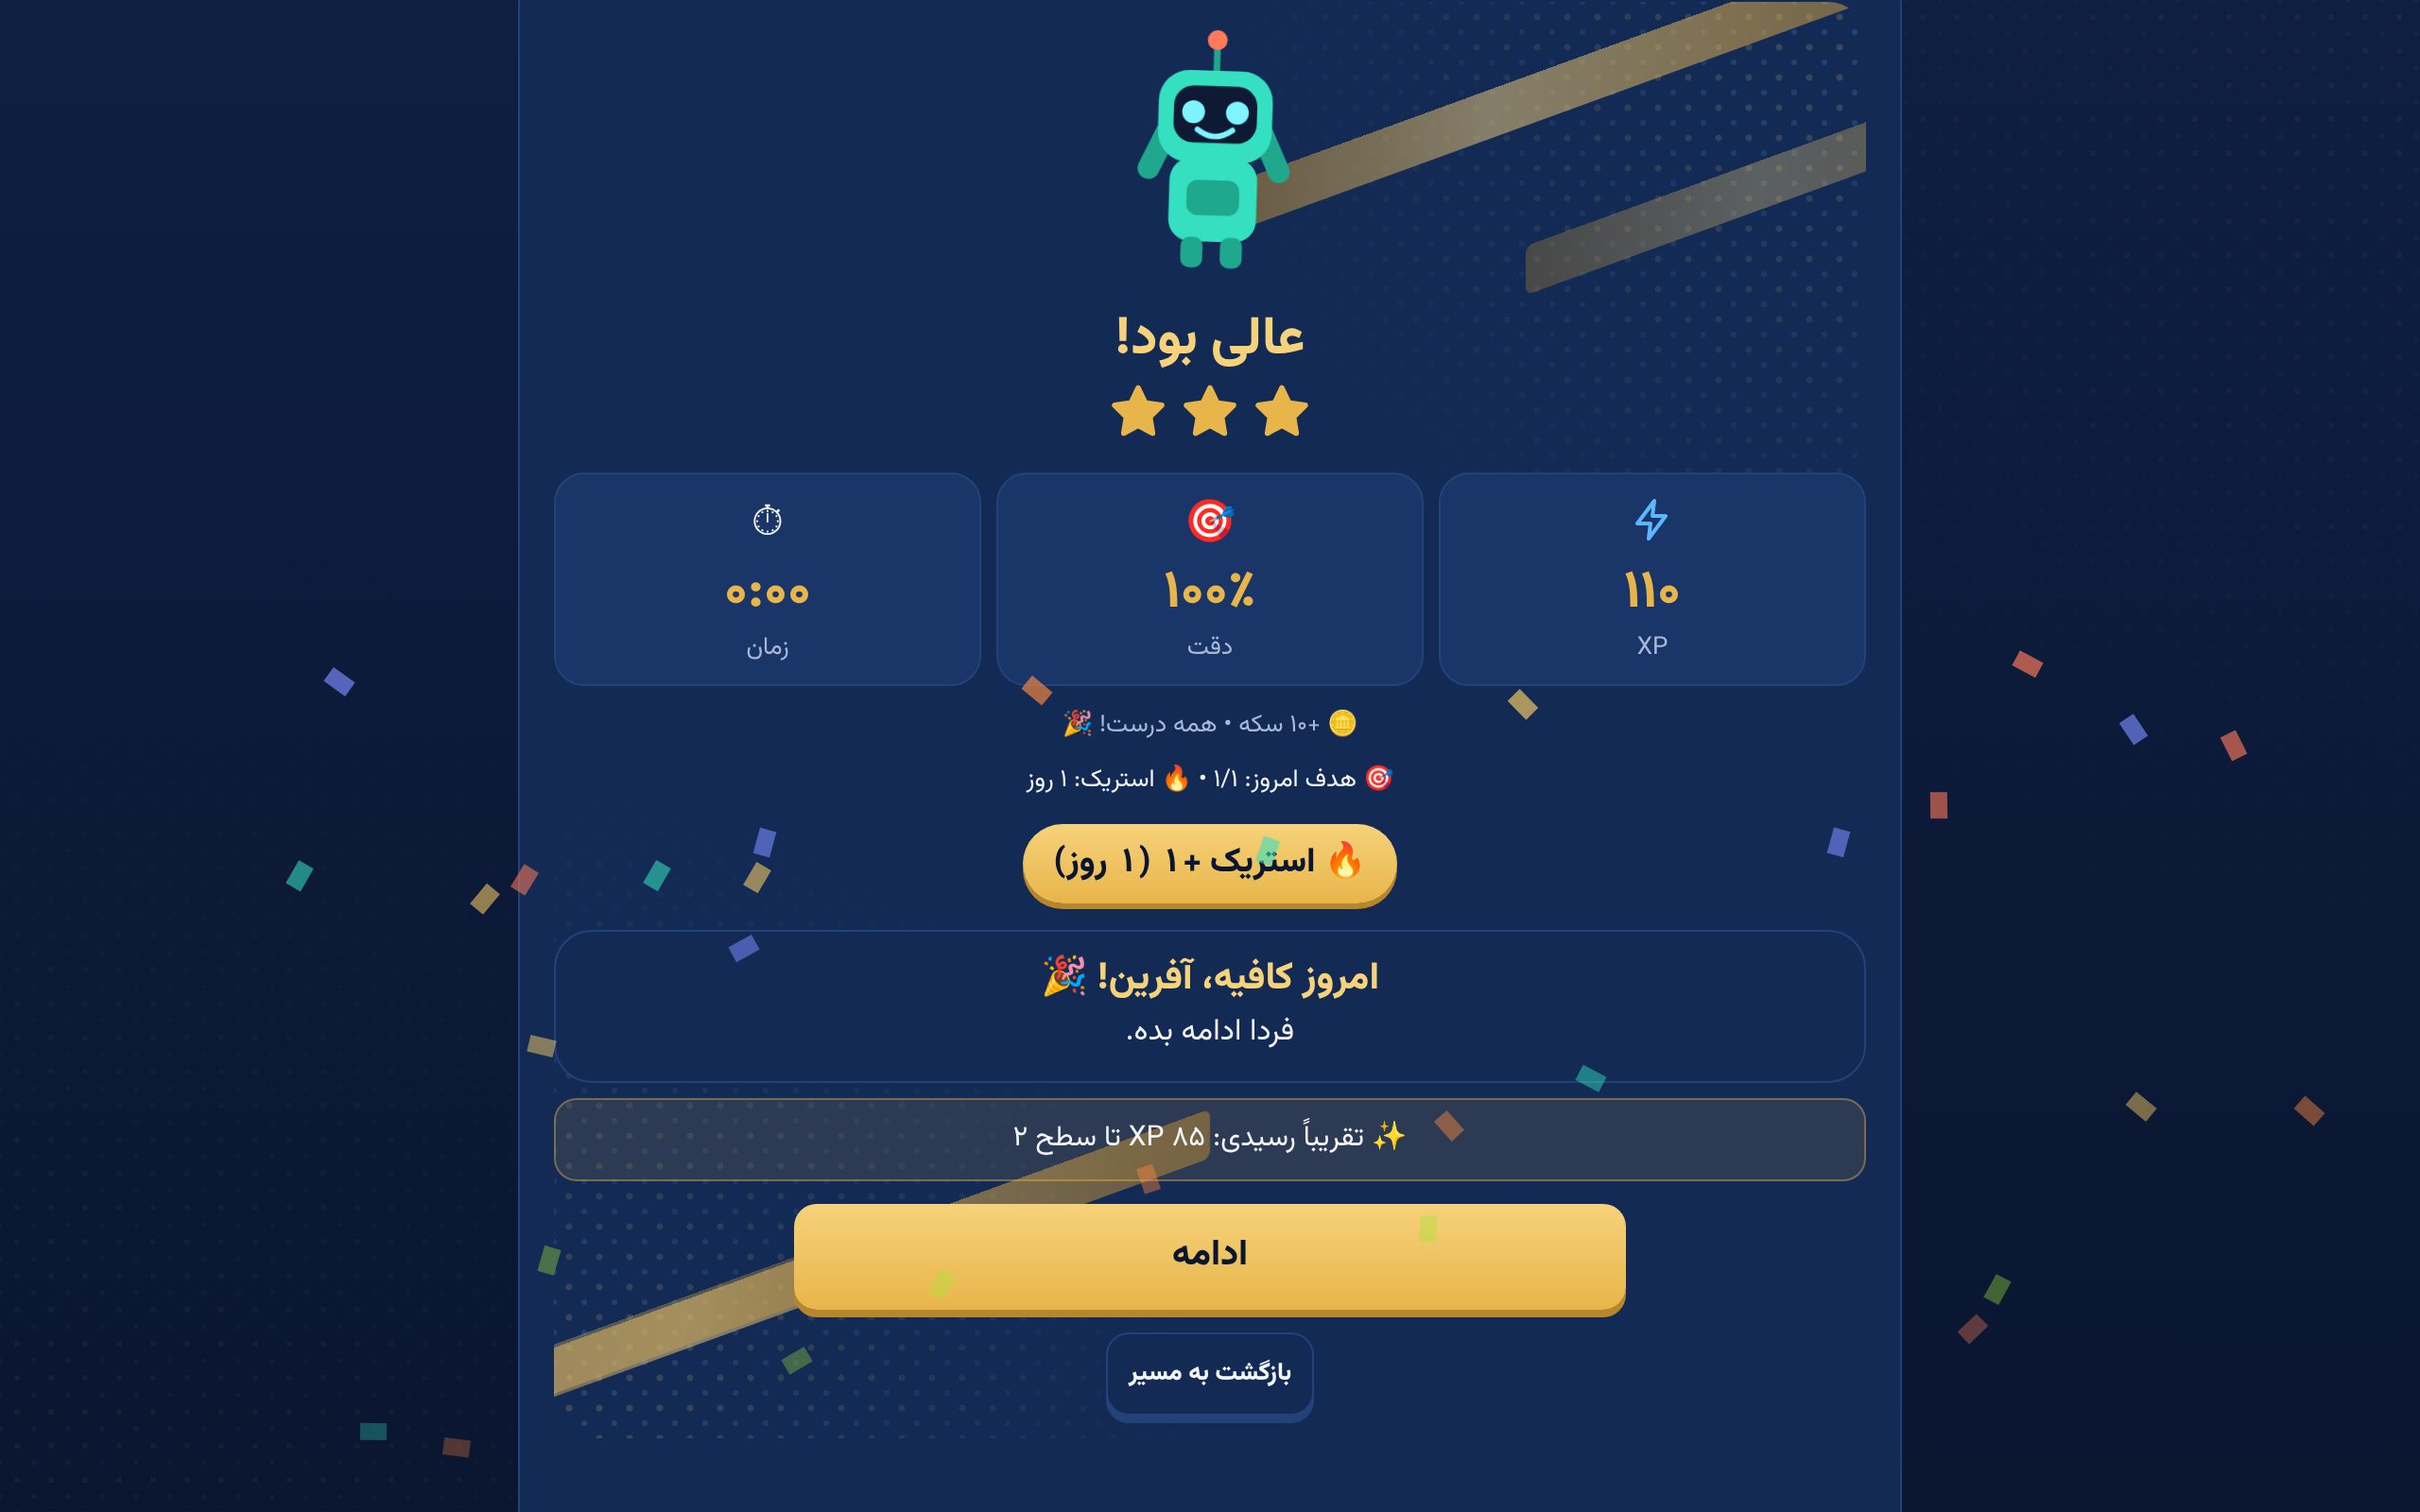 عالی بود!
۱۱۰
XP
۱۰۰٪
دقت
۰:۰۰
زمان
🪙 +۱۰ سکه • همه درست! 🎉
🎯 هدف امروز: ۱/۱ • 🔥 استریک: ۱ روز
🔥 استریک +۱ (۱ روز)
امروز کافیه، آفرین! 🎉
فردا ادامه بده.
✨ تقریباً رسیدی: ۸۵ XP تا سطح ۲
ادامه
بازگشت به مسیر